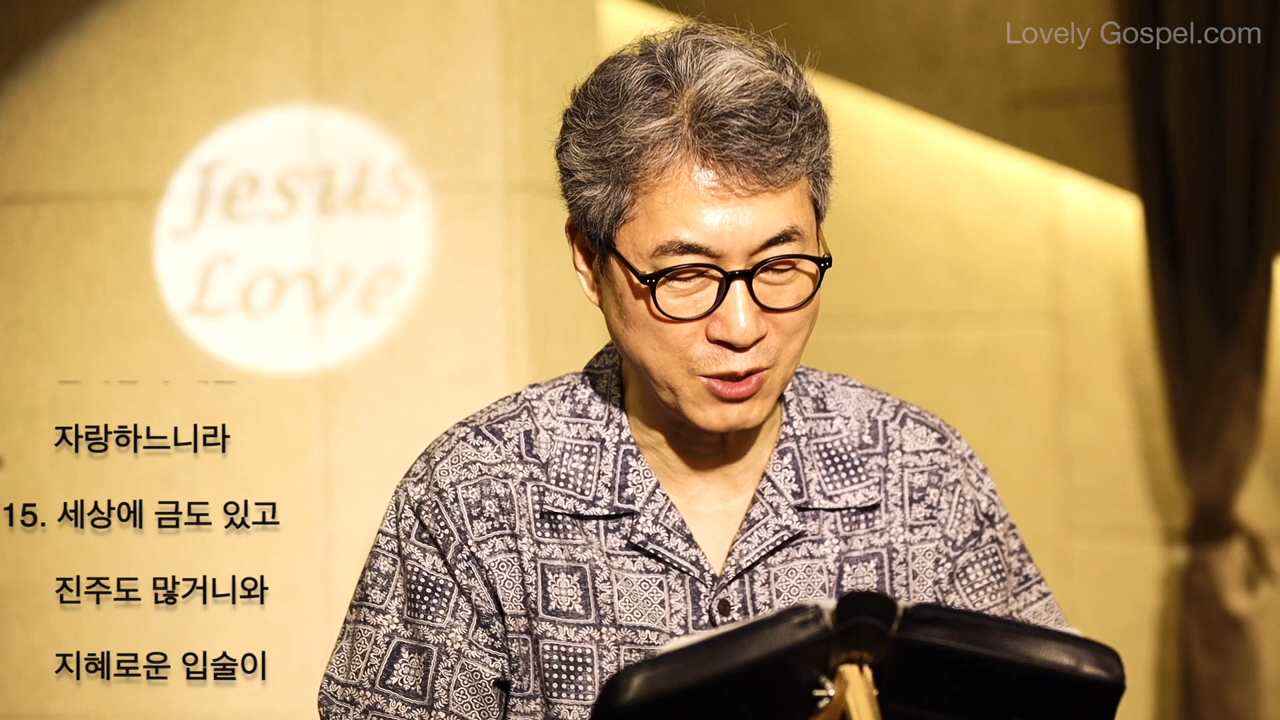 Lovely Gospel.com
Jesus
Love
자랑하느니라
15. 세상에 금도 있고
진주도 많거니와
지혜로운 입술이